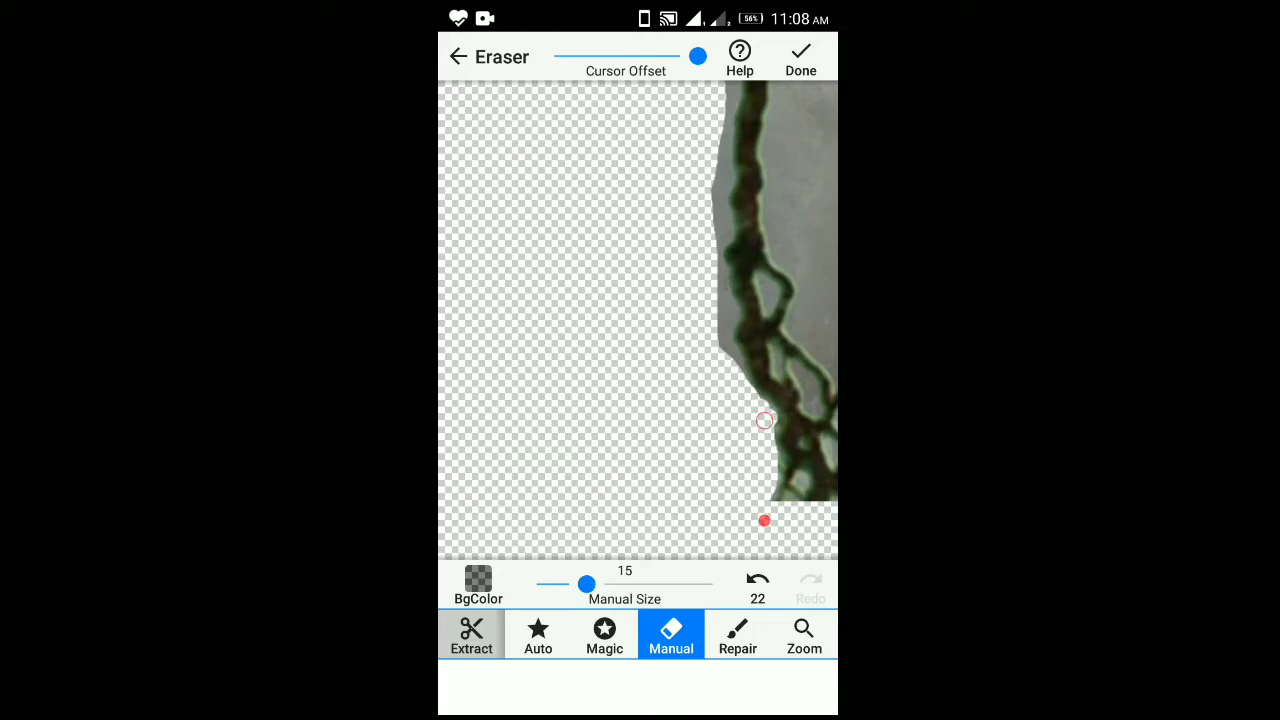 56% 11:08 AM
Eraser
Cursor Offset
Help
Done
15
BgColor
Manual Size
22
Redo
Extract
Auto
Magic
Manual
Repair
Zoom